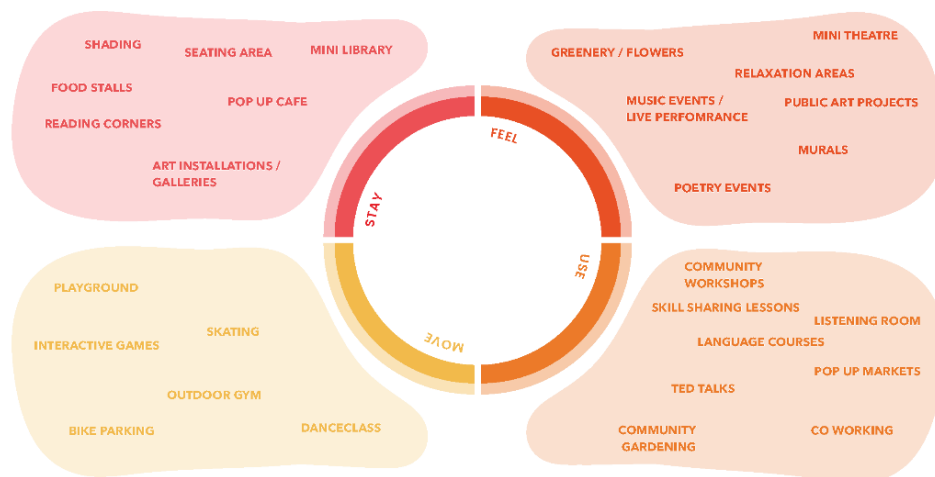 SHADING
SEATING AREA
MINI LIBRARY
FOOD STALLS
POP UP CAFE
READING CORNERS
ART INSTALLATIONS /
GALLERIES
STAY
GREENERY / FLOWERS
MINI THEATRE
RELAXATION AREAS
MUSIC EVENTS /
LIVE PERFOMRANCE
PUBLIC ART PROJECTS
MURALS
POETRY EVENTS
FEEL
PLAYGROUND
SKATING
INTERACTIVE GAMES
OUTDOOR GYM
BIKE PARKING
DANCECLASS
MOVE
COMMUNITY
WORKSHOPS
SKILL SHARING LESSONS
LISTENING ROOM
LANGUAGE COURSES
POP UP MARKETS
TED TALKS
COMMUNITY
GARDENING
CO WORKING
USE